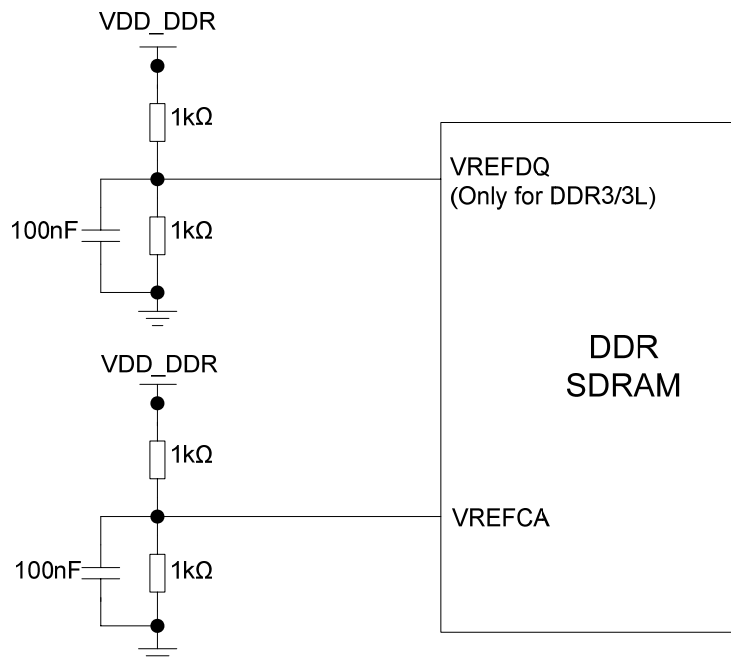 VDD_DDR
1kΩ
VREFDQ
(Only for DDR3/3L)
100nF
1kΩ
DDR
SDRAM
VDD_DDR
1kΩ
VREFCA
100nF
1kΩ